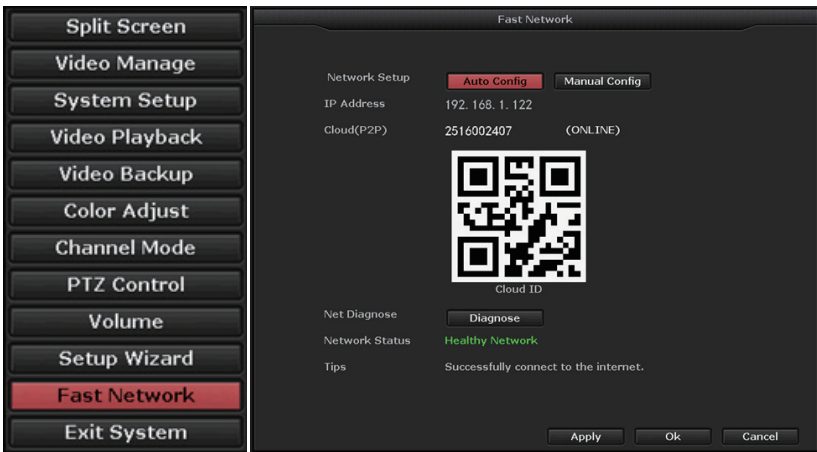 Split Screen
Video Manage
System Setup
Video Playback
Video Backup
Color Adjust
Channel Mode
PTZ Control
Volume
Setup Wizard
Fast Network
Exit System
Fast Network
Network Setup Auto Config Manual Config
IP Address 192. 168. 1. 122
Cloud(P2P) 2516002407 (ONLINE)
Cloud ID
Net Diagnose Diagnose
Network Status Healthy Network
Tips Successfully connect to the internet.
Apply Ok Cancel